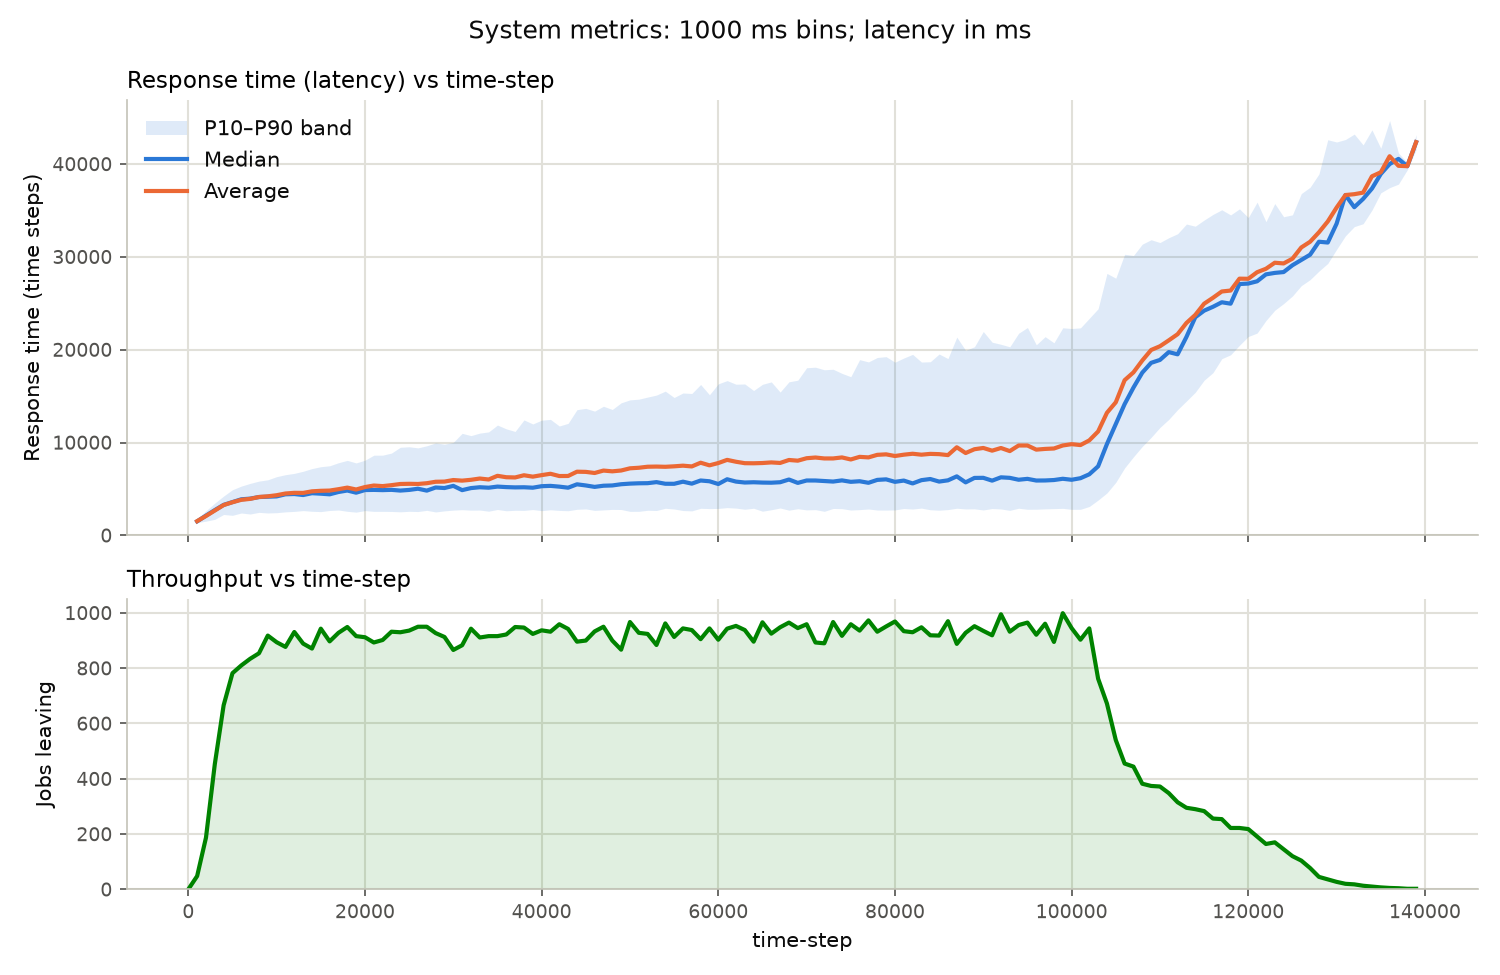 System metrics: 1000 ms bins; latency in ms
Response time (latency) vs time-step
P10–P90 band
Median
Average
Response time (time steps)
40000
30000
20000
10000
0
Throughput vs time-step
Jobs leaving
1000
800
600
400
200
0
0 20000 40000 60000 80000 100000 120000 140000
time-step